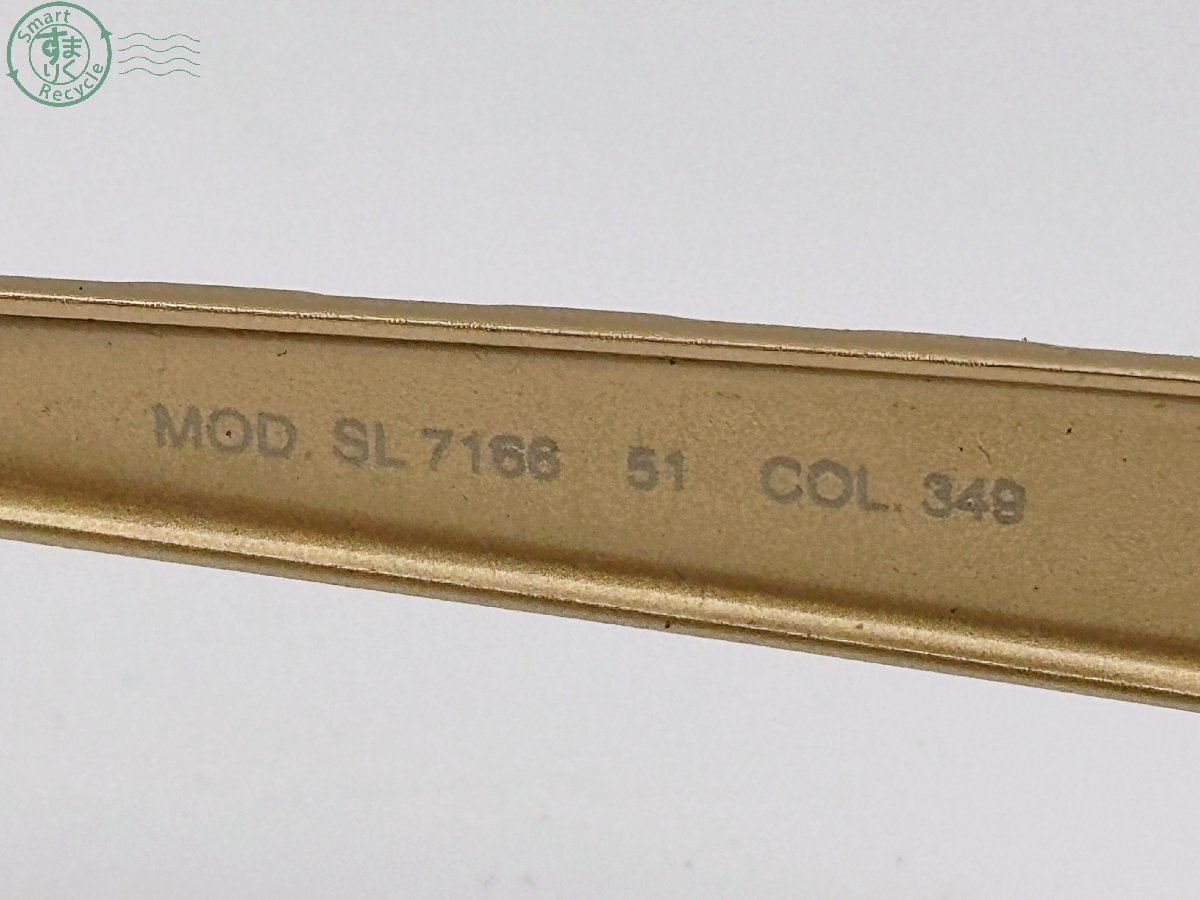 Smart
すまりく
Recycle
MOD. SL 7166 51 COL. 349